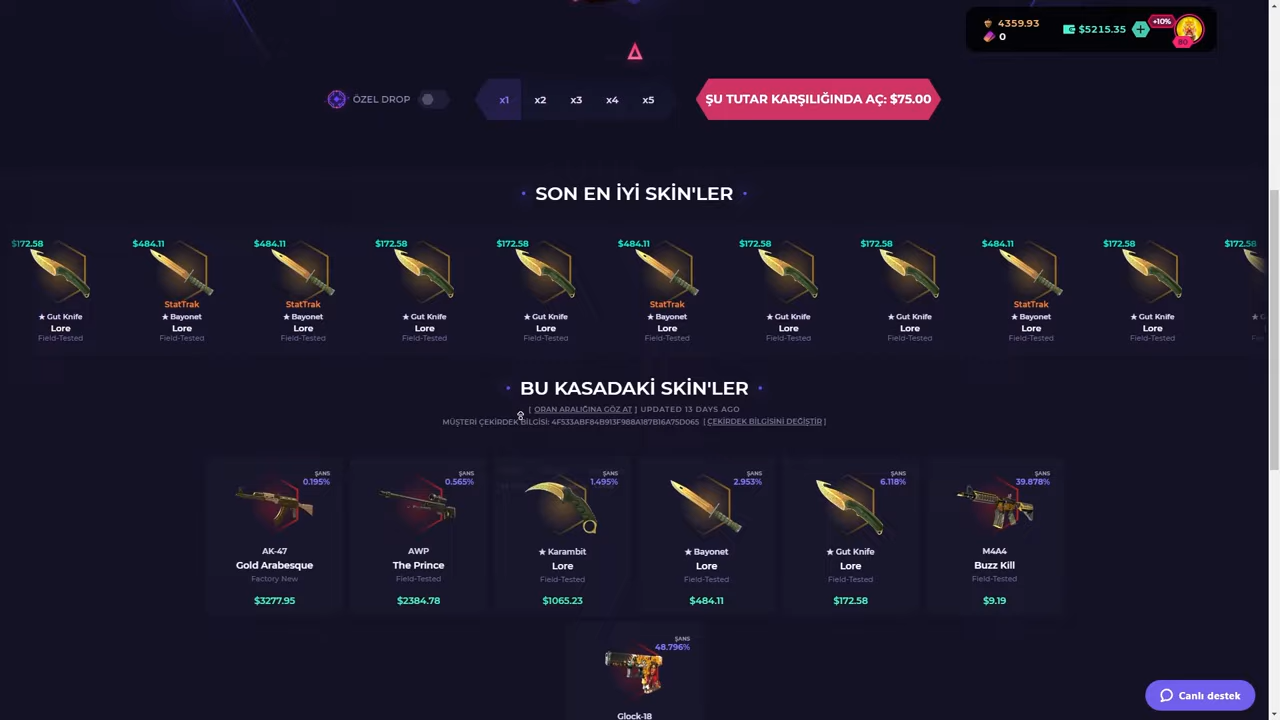 4359.93
0
$5215.35
+10%
80
ÖZEL DROP
x1 x2 x3 x4 x5
ŞU TUTAR KARŞILIĞINDA AÇ: $75.00
SON EN İYİ SKİN'LER
$172.58 $484.11 $484.11 $172.58 $172.58 $484.11 $172.58 $172.58 $484.11 $172.58 $172.58
StatTrak StatTrak StatTrak StatTrak
★ Gut Knife ★ Bayonet ★ Bayonet ★ Gut Knife ★ Gut Knife ★ Bayonet ★ Gut Knife ★ Gut Knife ★ Bayonet ★ Gut Knife ★ G
Lore Lore Lore Lore Lore Lore Lore Lore Lore Lore
Field-Tested Field-Tested Field-Tested Field-Tested Field-Tested Field-Tested Field-Tested Field-Tested Field-Tested Field-Tested
BU KASADAKİ SKİN'LER
[ ORAN ARALIĞINA GÖZ AT ] UPDATED 13 DAYS AGO
MÜŞTERİ ÇEKİRDEK BİLGİSİ: 4F533ABF84B913F988A187B16A75D065 [ ÇEKİRDEK BİLGİSİNİ DEĞİŞTİR ]
ŞANS ŞANS ŞANS ŞANS ŞANS ŞANS
0.195% 0.565% 1.495% 2.953% 6.118% 39.878%
AK-47 AWP ★ Karambit ★ Bayonet ★ Gut Knife M4A4
Gold Arabesque The Prince Lore Lore Lore Buzz Kill
Factory New Field-Tested Field-Tested Field-Tested Field-Tested Field-Tested
$3277.95 $2384.78 $1065.23 $484.11 $172.58 $9.19
ŞANS
48.796%
Glock-18
Canlı destek